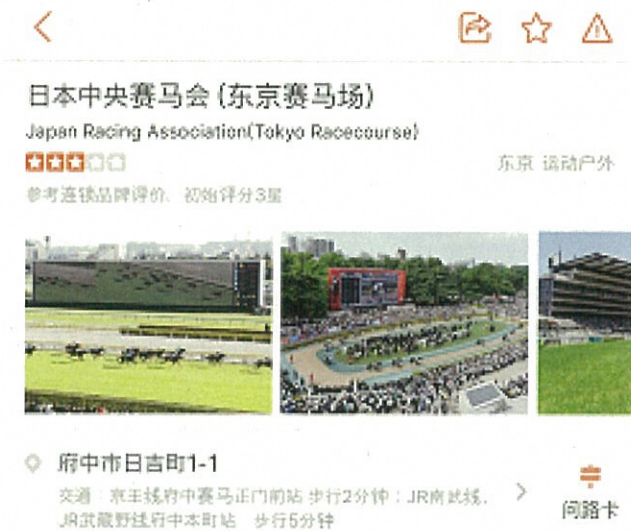 日本中央赛马会 (东京赛马场)
Japan Racing Association(Tokyo Racecourse)
东京 运动户外
参考连锁品牌评价, 初始评分3星
府中市日吉町1-1
交通:京王线府中赛马正门前站 步行2分钟;JR南武线、
JR武蔵野线府中本町站 步行5分钟
问路卡